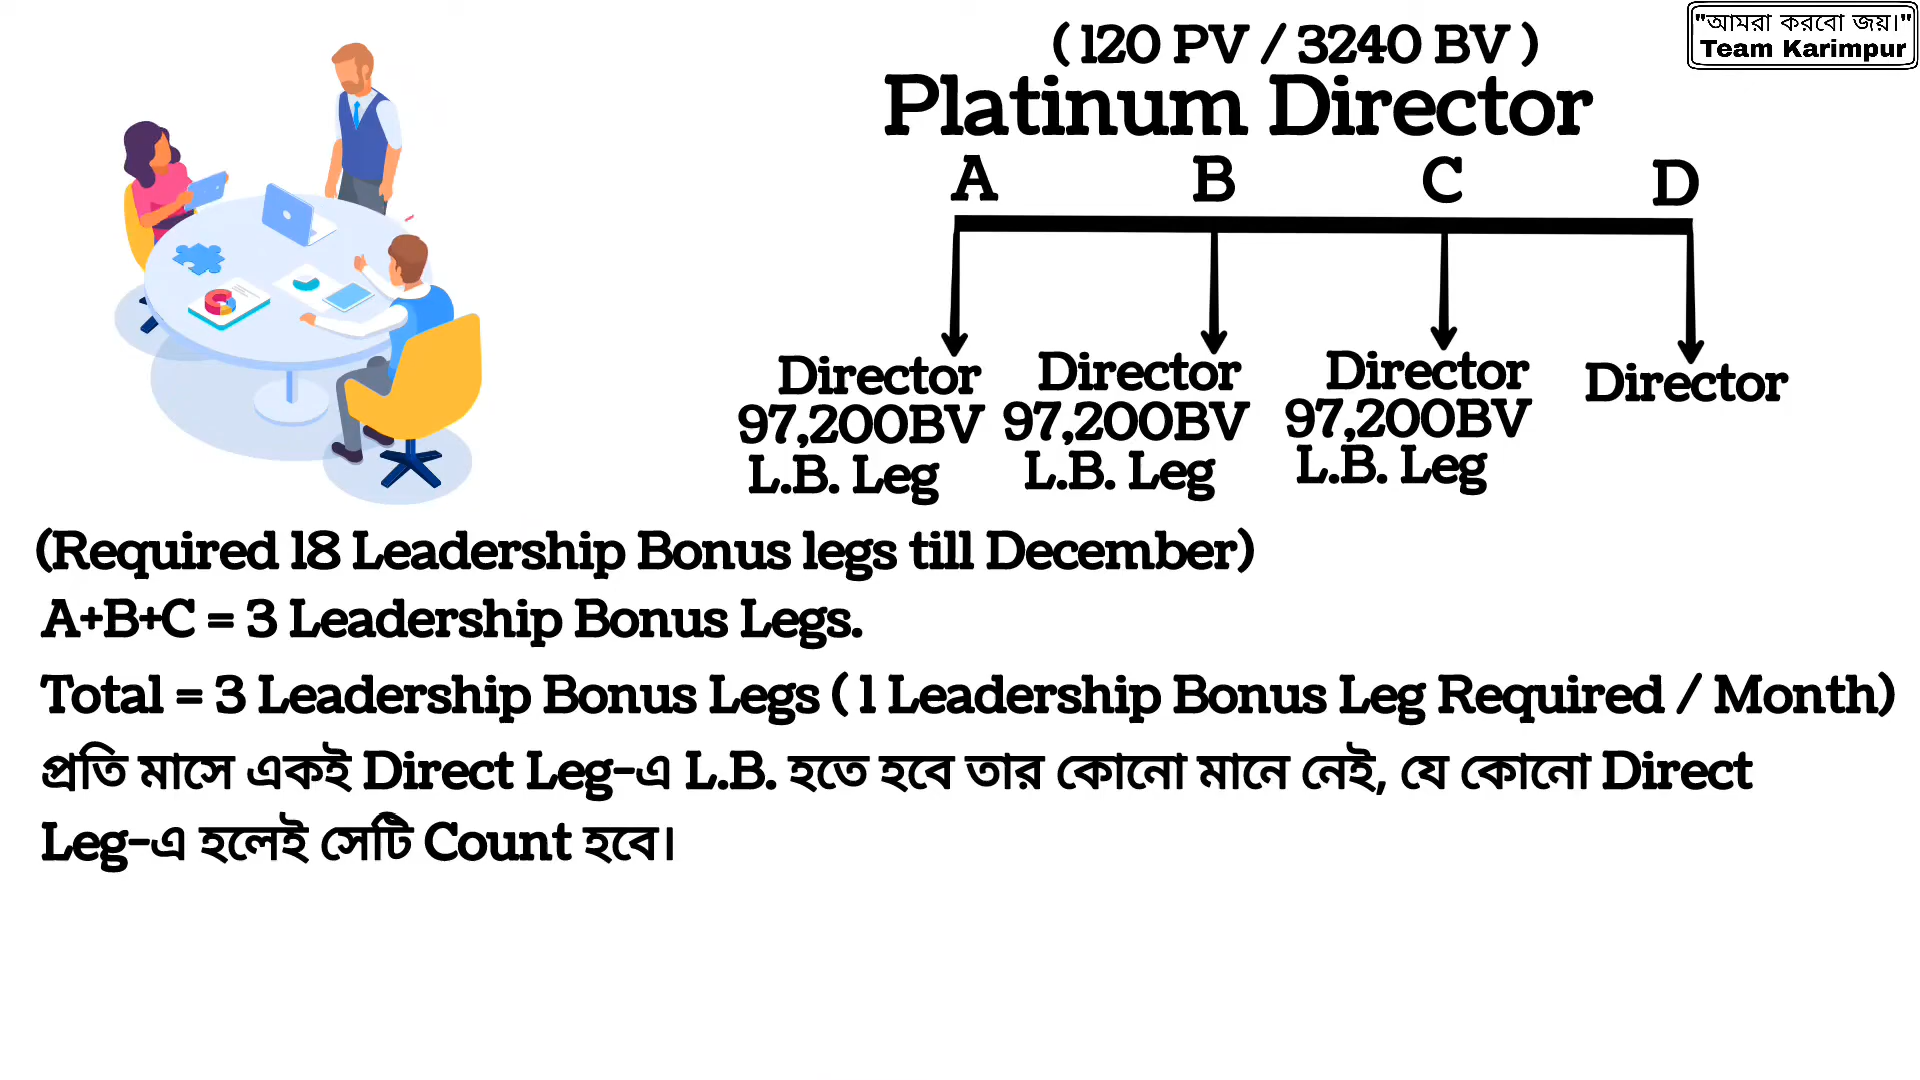 "আমরা করবো জয়।"
Team Karimpur
( 120 PV / 3240 BV )
Platinum Director
A B C D
Director Director Director Director
97,200BV 97,200BV 97,200BV
L.B. Leg L.B. Leg L.B. Leg
(Required 18 Leadership Bonus legs till December)
A+B+C = 3 Leadership Bonus Legs.
Total = 3 Leadership Bonus Legs ( 1 Leadership Bonus Leg Required / Month)
প্রতি মাসে একই Direct Leg-এ L.B. হতে হবে তার কোনো মানে নেই, যে কোনো Direct
Leg-এ হলেই সেটি Count হবে।